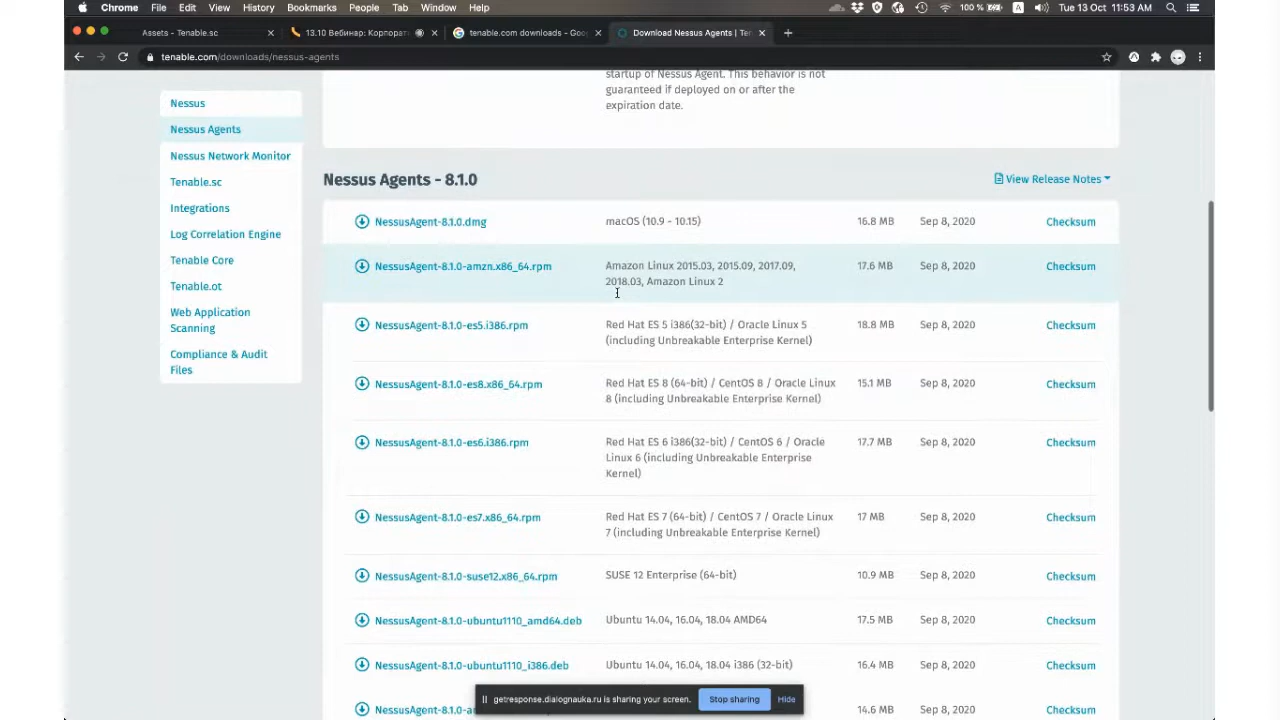 Chrome File Edit View History Bookmarks People Tab Window Help 100 % A Tue 13 Oct 11:53 AM
Assets - Tenable.sc 13.10 Вебинар: Корпорат tenable.com downloads - Goo Download Nessus Agents | Ten
tenable.com/downloads/nessus-agents
startup of Nessus Agent. This behavior is
guaranteed if deployed on or after the
expiration date.
Nessus
Nessus Agents
Nessus Network Monitor
Tenable.sc
Integrations
Log Correlation Engine
Tenable Core
Tenable.ot
Web Application
Scanning
Compliance & Audit
Files
Nessus Agents - 8.1.0
View Release Notes
NessusAgent-8.1.0.dmg macOS (10.9 - 10.15) 16.8 MB Sep 8, 2020 Checksum
NessusAgent-8.1.0-amzn.x86_64.rpm Amazon Linux 2015.03, 2015.09, 2017.09, 17.6 MB Sep 8, 2020 Checksum
2018.03, Amazon Linux 2
NessusAgent-8.1.0-es5.i386.rpm Red Hat ES 5 i386(32-bit) / Oracle Linux 5 18.8 MB Sep 8, 2020 Checksum
(including Unbreakable Enterprise Kernel)
NessusAgent-8.1.0-es8.x86_64.rpm Red Hat ES 8 (64-bit) / CentOS 8 / Oracle Linux 15.1 MB Sep 8, 2020 Checksum
8 (including Unbreakable Enterprise Kernel)
NessusAgent-8.1.0-es6.i386.rpm Red Hat ES 6 i386(32-bit) / CentOS 6 / Oracle 17.7 MB Sep 8, 2020 Checksum
Linux 6 (including Unbreakable Enterprise
Kernel)
NessusAgent-8.1.0-es7.x86_64.rpm Red Hat ES 7 (64-bit) / CentOS 7 / Oracle Linux 17 MB Sep 8, 2020 Checksum
7 (including Unbreakable Enterprise Kernel)
NessusAgent-8.1.0-suse12.x86_64.rpm SUSE 12 Enterprise (64-bit) 10.9 MB Sep 8, 2020 Checksum
NessusAgent-8.1.0-ubuntu1110_amd64.deb Ubuntu 14.04, 16.04, 18.04 AMD64 17.5 MB Sep 8, 2020 Checksum
NessusAgent-8.1.0-ubuntu1110_i386.deb Ubuntu 14.04, 16.04, 18.04 i386 (32-bit) 16.4 MB Sep 8, 2020 Checksum
getresponse.dialognauka.ru is sharing your screen. Stop sharing Hide
NessusAgent-8.1.0-a 14.6 MB Sep 8, 2020 Checksum